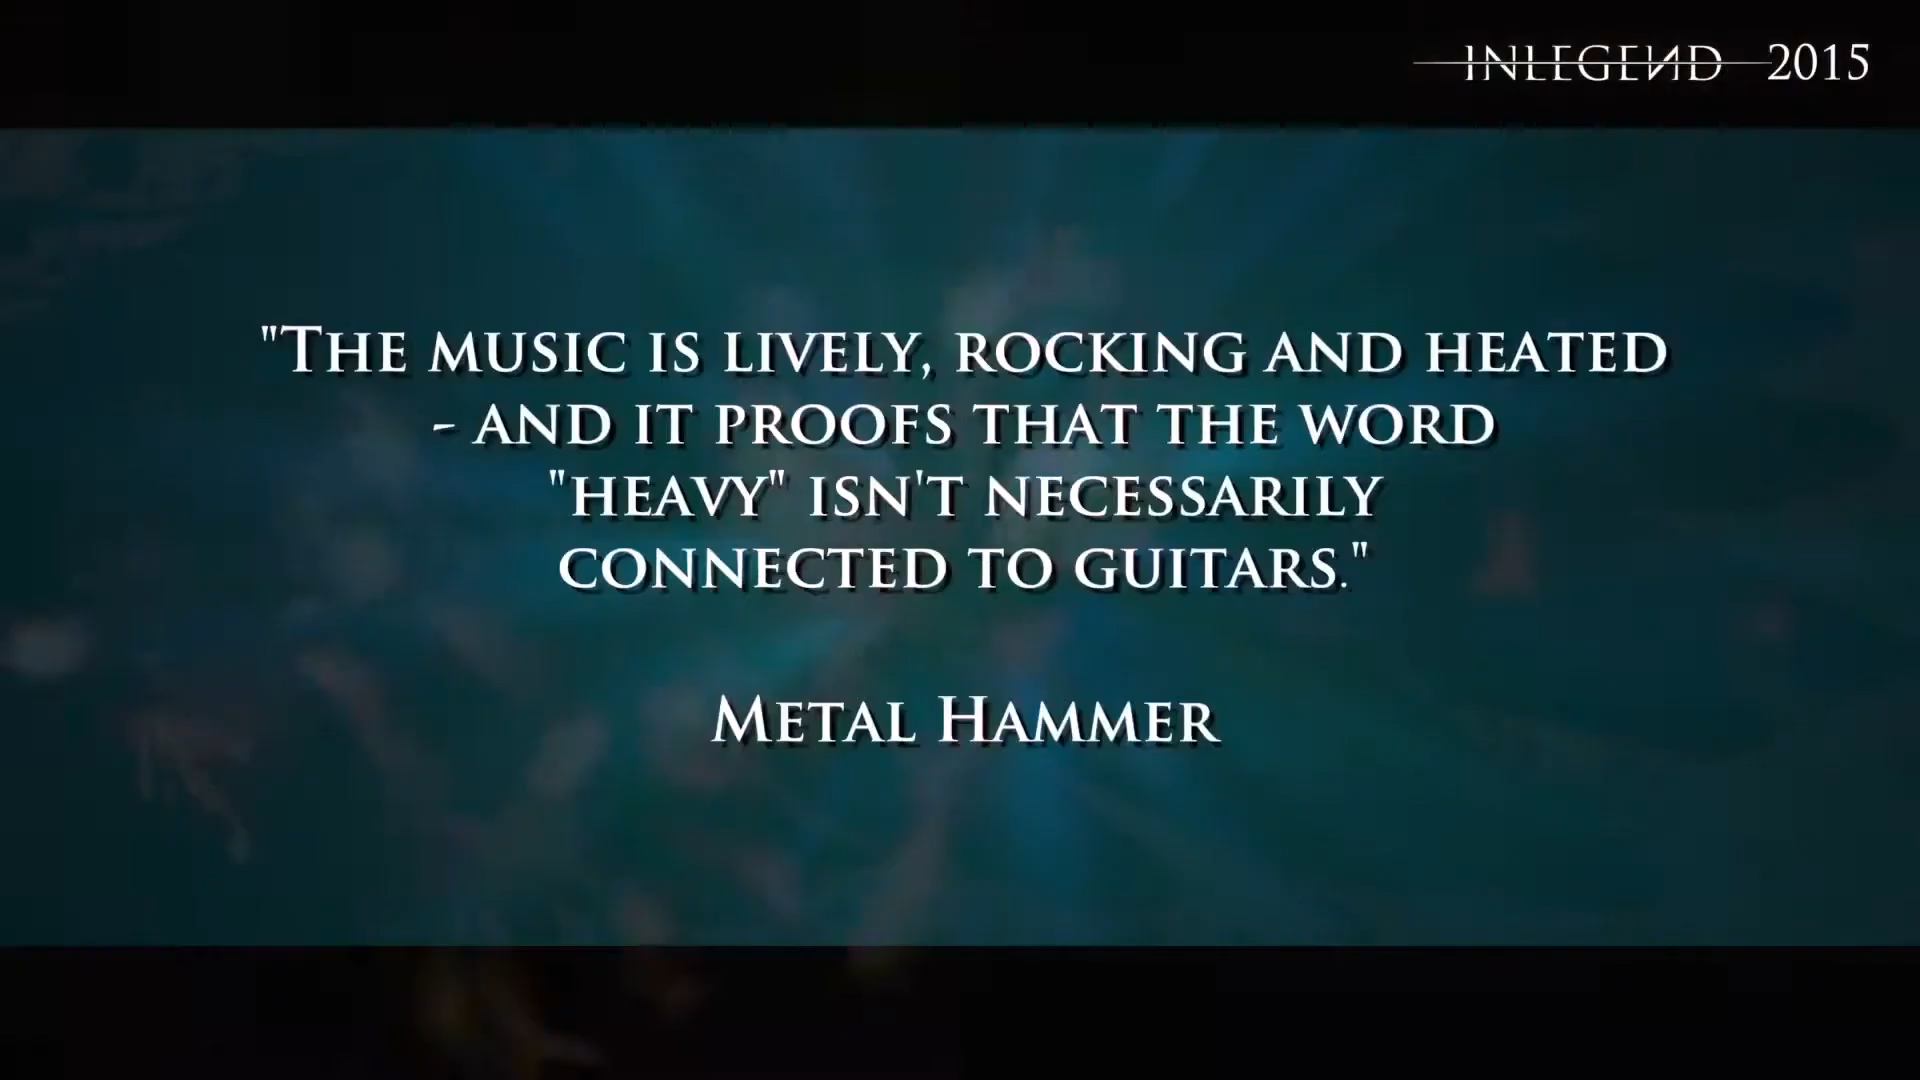 INLEGEND 2015
"THE MUSIC IS LIVELY, ROCKING AND HEATED
- AND IT PROOFS THAT THE WORD
"HEAVY" ISN'T NECESSARILY
CONNECTED TO GUITARS."
METAL HAMMER